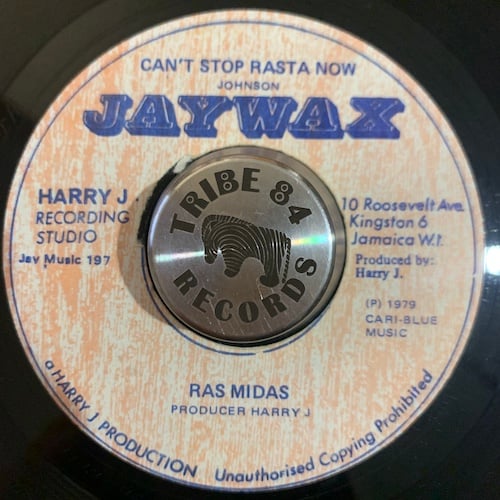 CAN'T STOP RASTA NOW
JOHNSON
JAYWAX
HARRY J
RECORDING
STUDIO
Jay Music 197
10 Roosevelt Ave.
Kingston 6
Jamaica W.I.
Produced by:
Harry J.
(P) 1979
CARI-BLUE
MUSIC
TRIBE 84
RECORDS
RAS MIDAS
PRODUCER HARRY J
a HARRY J PRODUCTION
Unauthorised Copying Prohibited